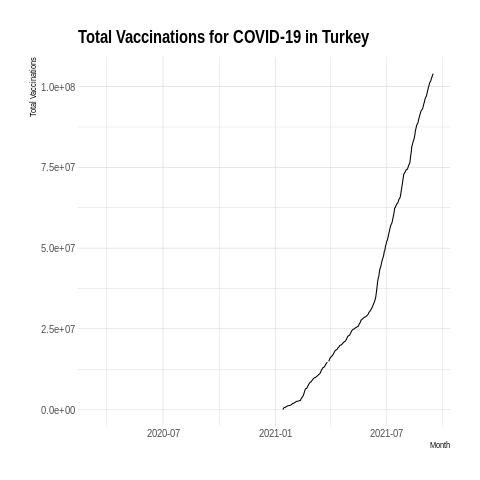 Total Vaccinations for COVID-19 in Turkey
Total Vaccinations
1.0e+08
7.5e+07
5.0e+07
2.5e+07
0.0e+00
2020-07
2021-01
2021-07
Month